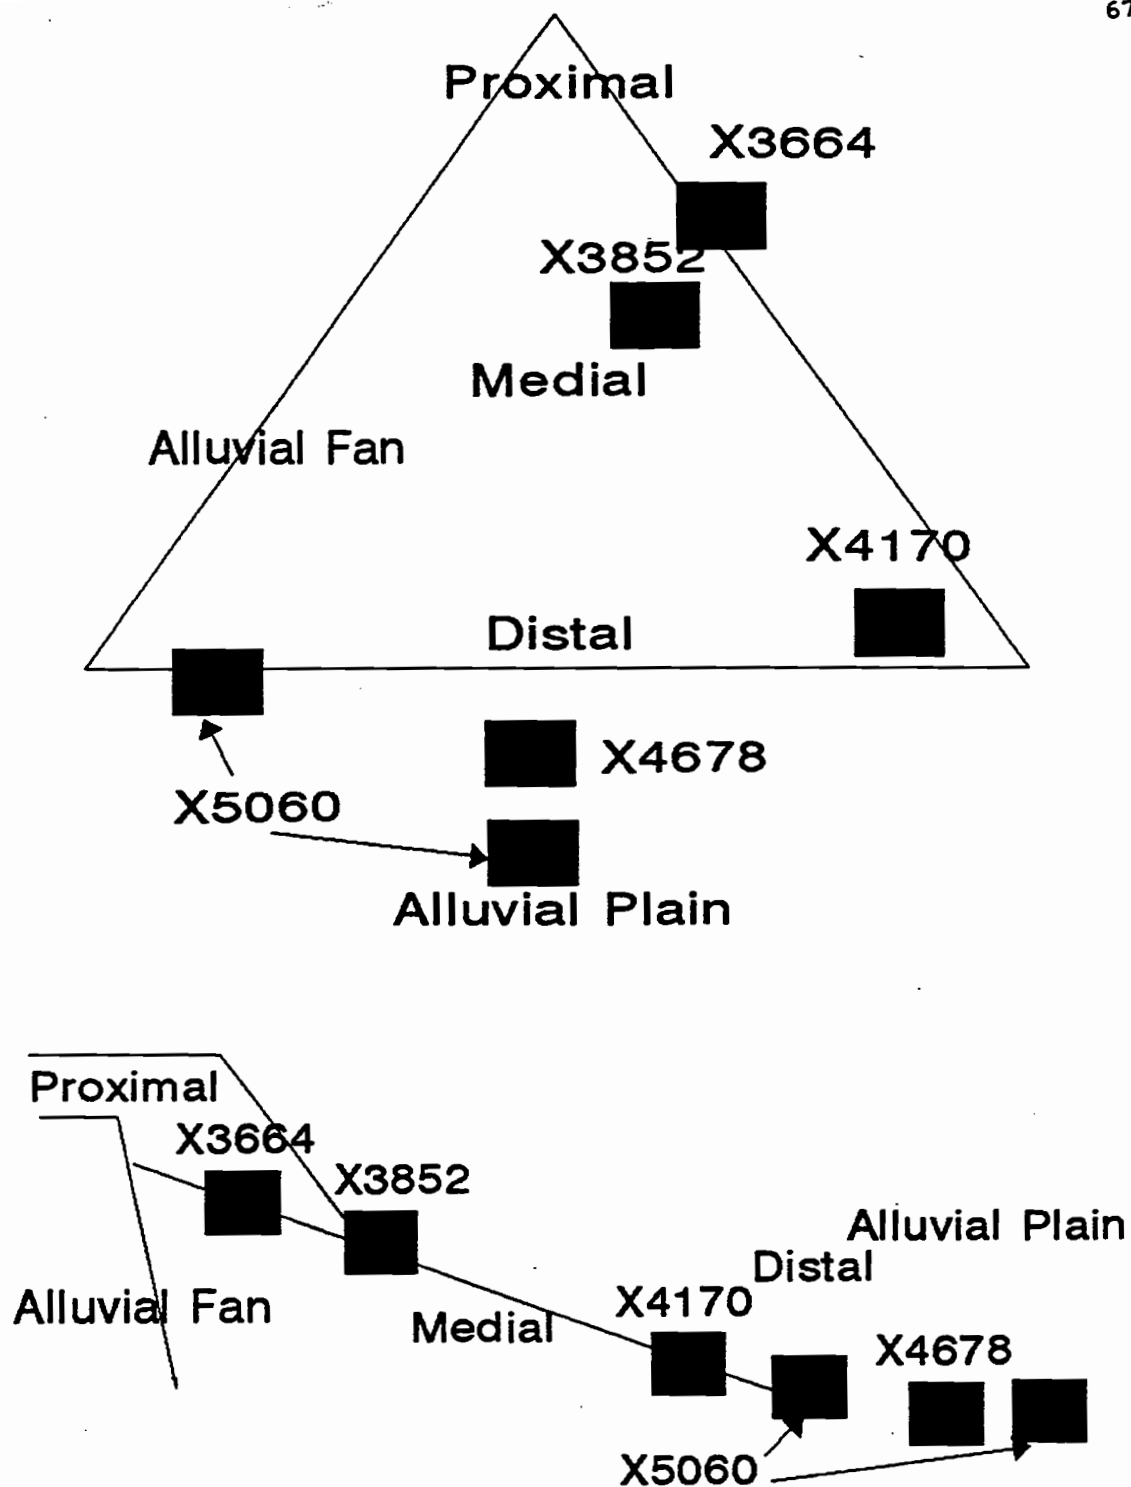 67
Proximal
X3664
X3852
Medial
Alluvial Fan
X4170
Distal
X4678
X5060
Alluvial Plain
Proximal
X3664
X3852
Alluvial Plain
Distal
Alluvial Fan
X4170
Medial
X4678
X5060